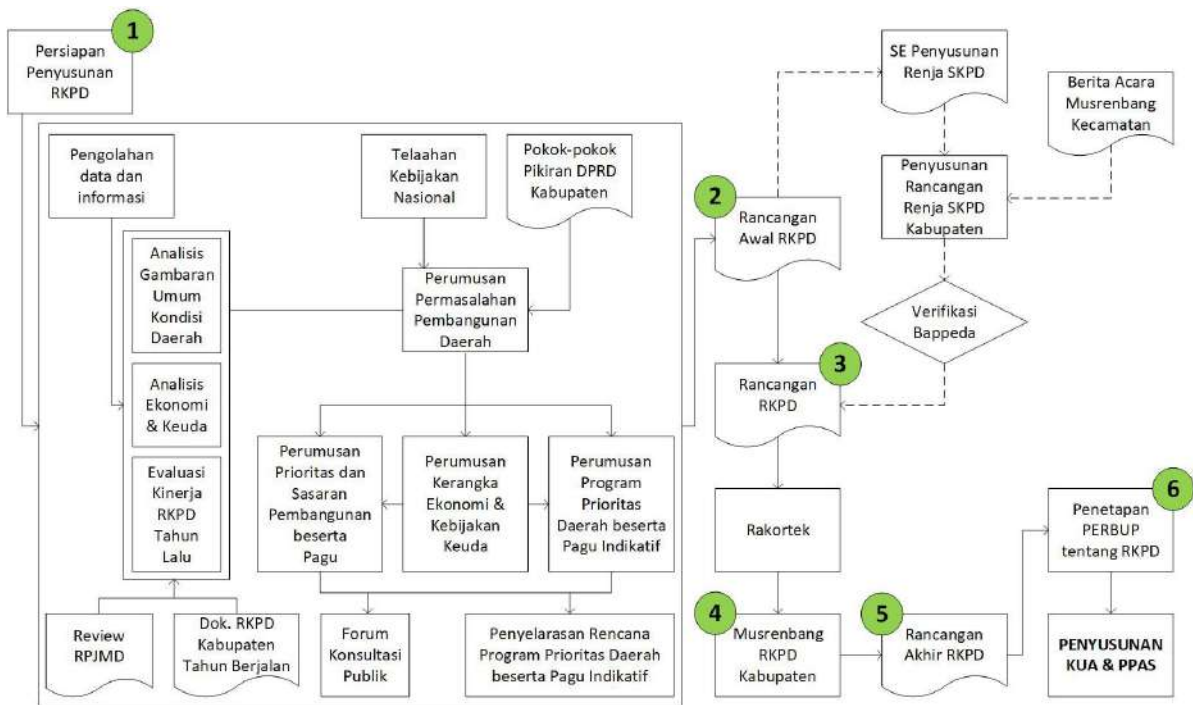 1
Persiapan
Penyusunan
RKPD
Pengolahan
data dan
informasi
Telaahan
Kebijakan
Nasional
Pokok-pokok
Pikiran DPRD
Kabupaten
Analisis
Gambaran
Umum
Kondisi
Daerah
Analisis
Ekonomi
& Keuda
Evaluasi
Kinerja
RKPD
Tahun
Lalu
Perumusan
Permasalahan
Pembangunan
Daerah
Perumusan
Prioritas dan
Sasaran
Pembangunan
beserta
Pagu
Perumusan
Kerangka
Ekonomi &
Kebijakan
Keuda
Perumusan
Program
Prioritas
Daerah beserta
Pagu Indikatif
Review
RPJMD
Dok. RKPD
Kabupaten
Tahun Berjalan
Forum
Konsultasi
Publik
Penyelarasan Rencana
Program Prioritas Daerah
beserta Pagu Indikatif
2
Rancangan
Awal RKPD
SE Penyusunan
Renja SKPD
Berita Acara
Musrenbang
Kecamatan
Penyusunan
Rancangan
Renja SKPD
Kabupaten
Verifikasi
Bappeda
3
Rancangan
RKPD
Rakortek
4
Musrenbang
RKPD
Kabupaten
5
Rancangan
Akhir RKPD
6
Penetapan
PERBUP
tentang RKPD
PENYUSUNAN
KUA & PPAS